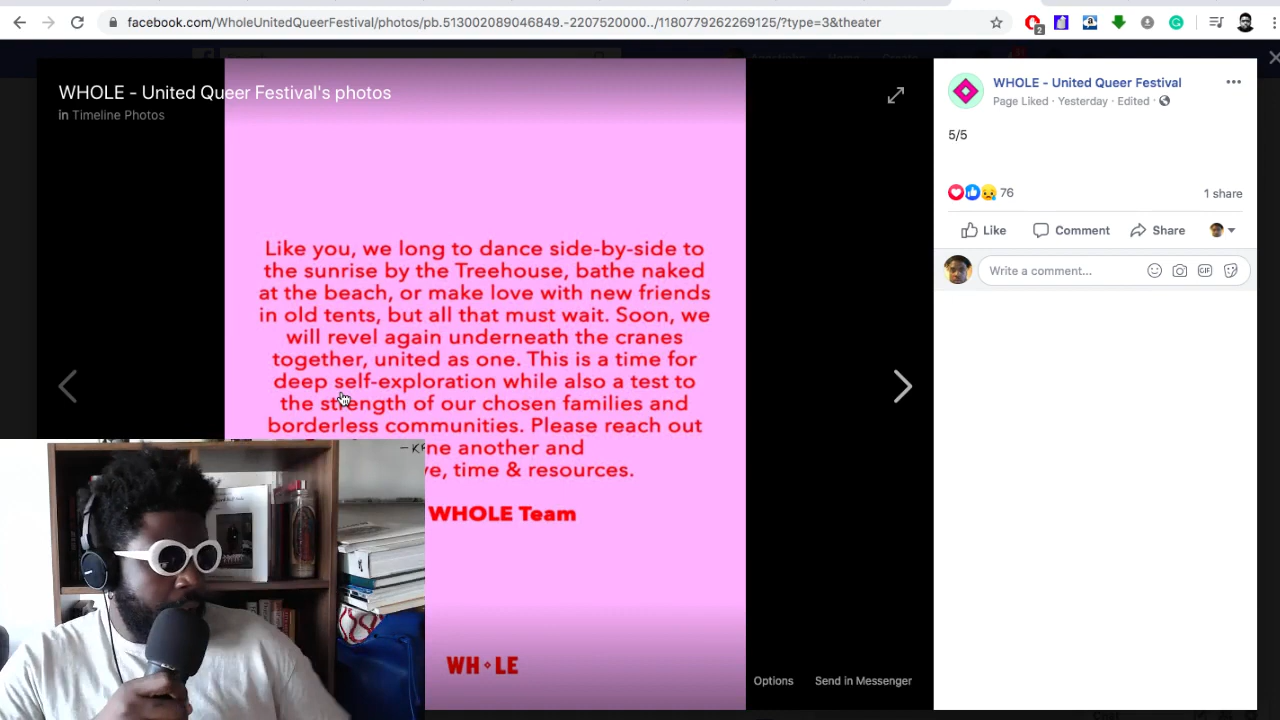 facebook.com/WholeUnitedQueerFestival/photos/pb.513002089046849.-2207520000../1180779262269125/?type=3&theater
2
WHOLE - United Queer Festival's photos
in Timeline Photos
Like you, we long to dance side-by-side to
the sunrise by the Treehouse, bathe naked
at the beach, or make love with new friends
in old tents, but all that must wait. Soon, we
will revel again underneath the cranes
together, united as one. This is a time for
deep self-exploration while also a test to
the strength of our chosen families and
borderless communities. Please reach out
ne another and
ve, time & resources.
WHOLE Team
WH◇LE
Options Send in Messenger
WHOLE - United Queer Festival
Page Liked · Yesterday · Edited ·
5/5
76
1 share
Like Comment Share
Write a comment...
GIF